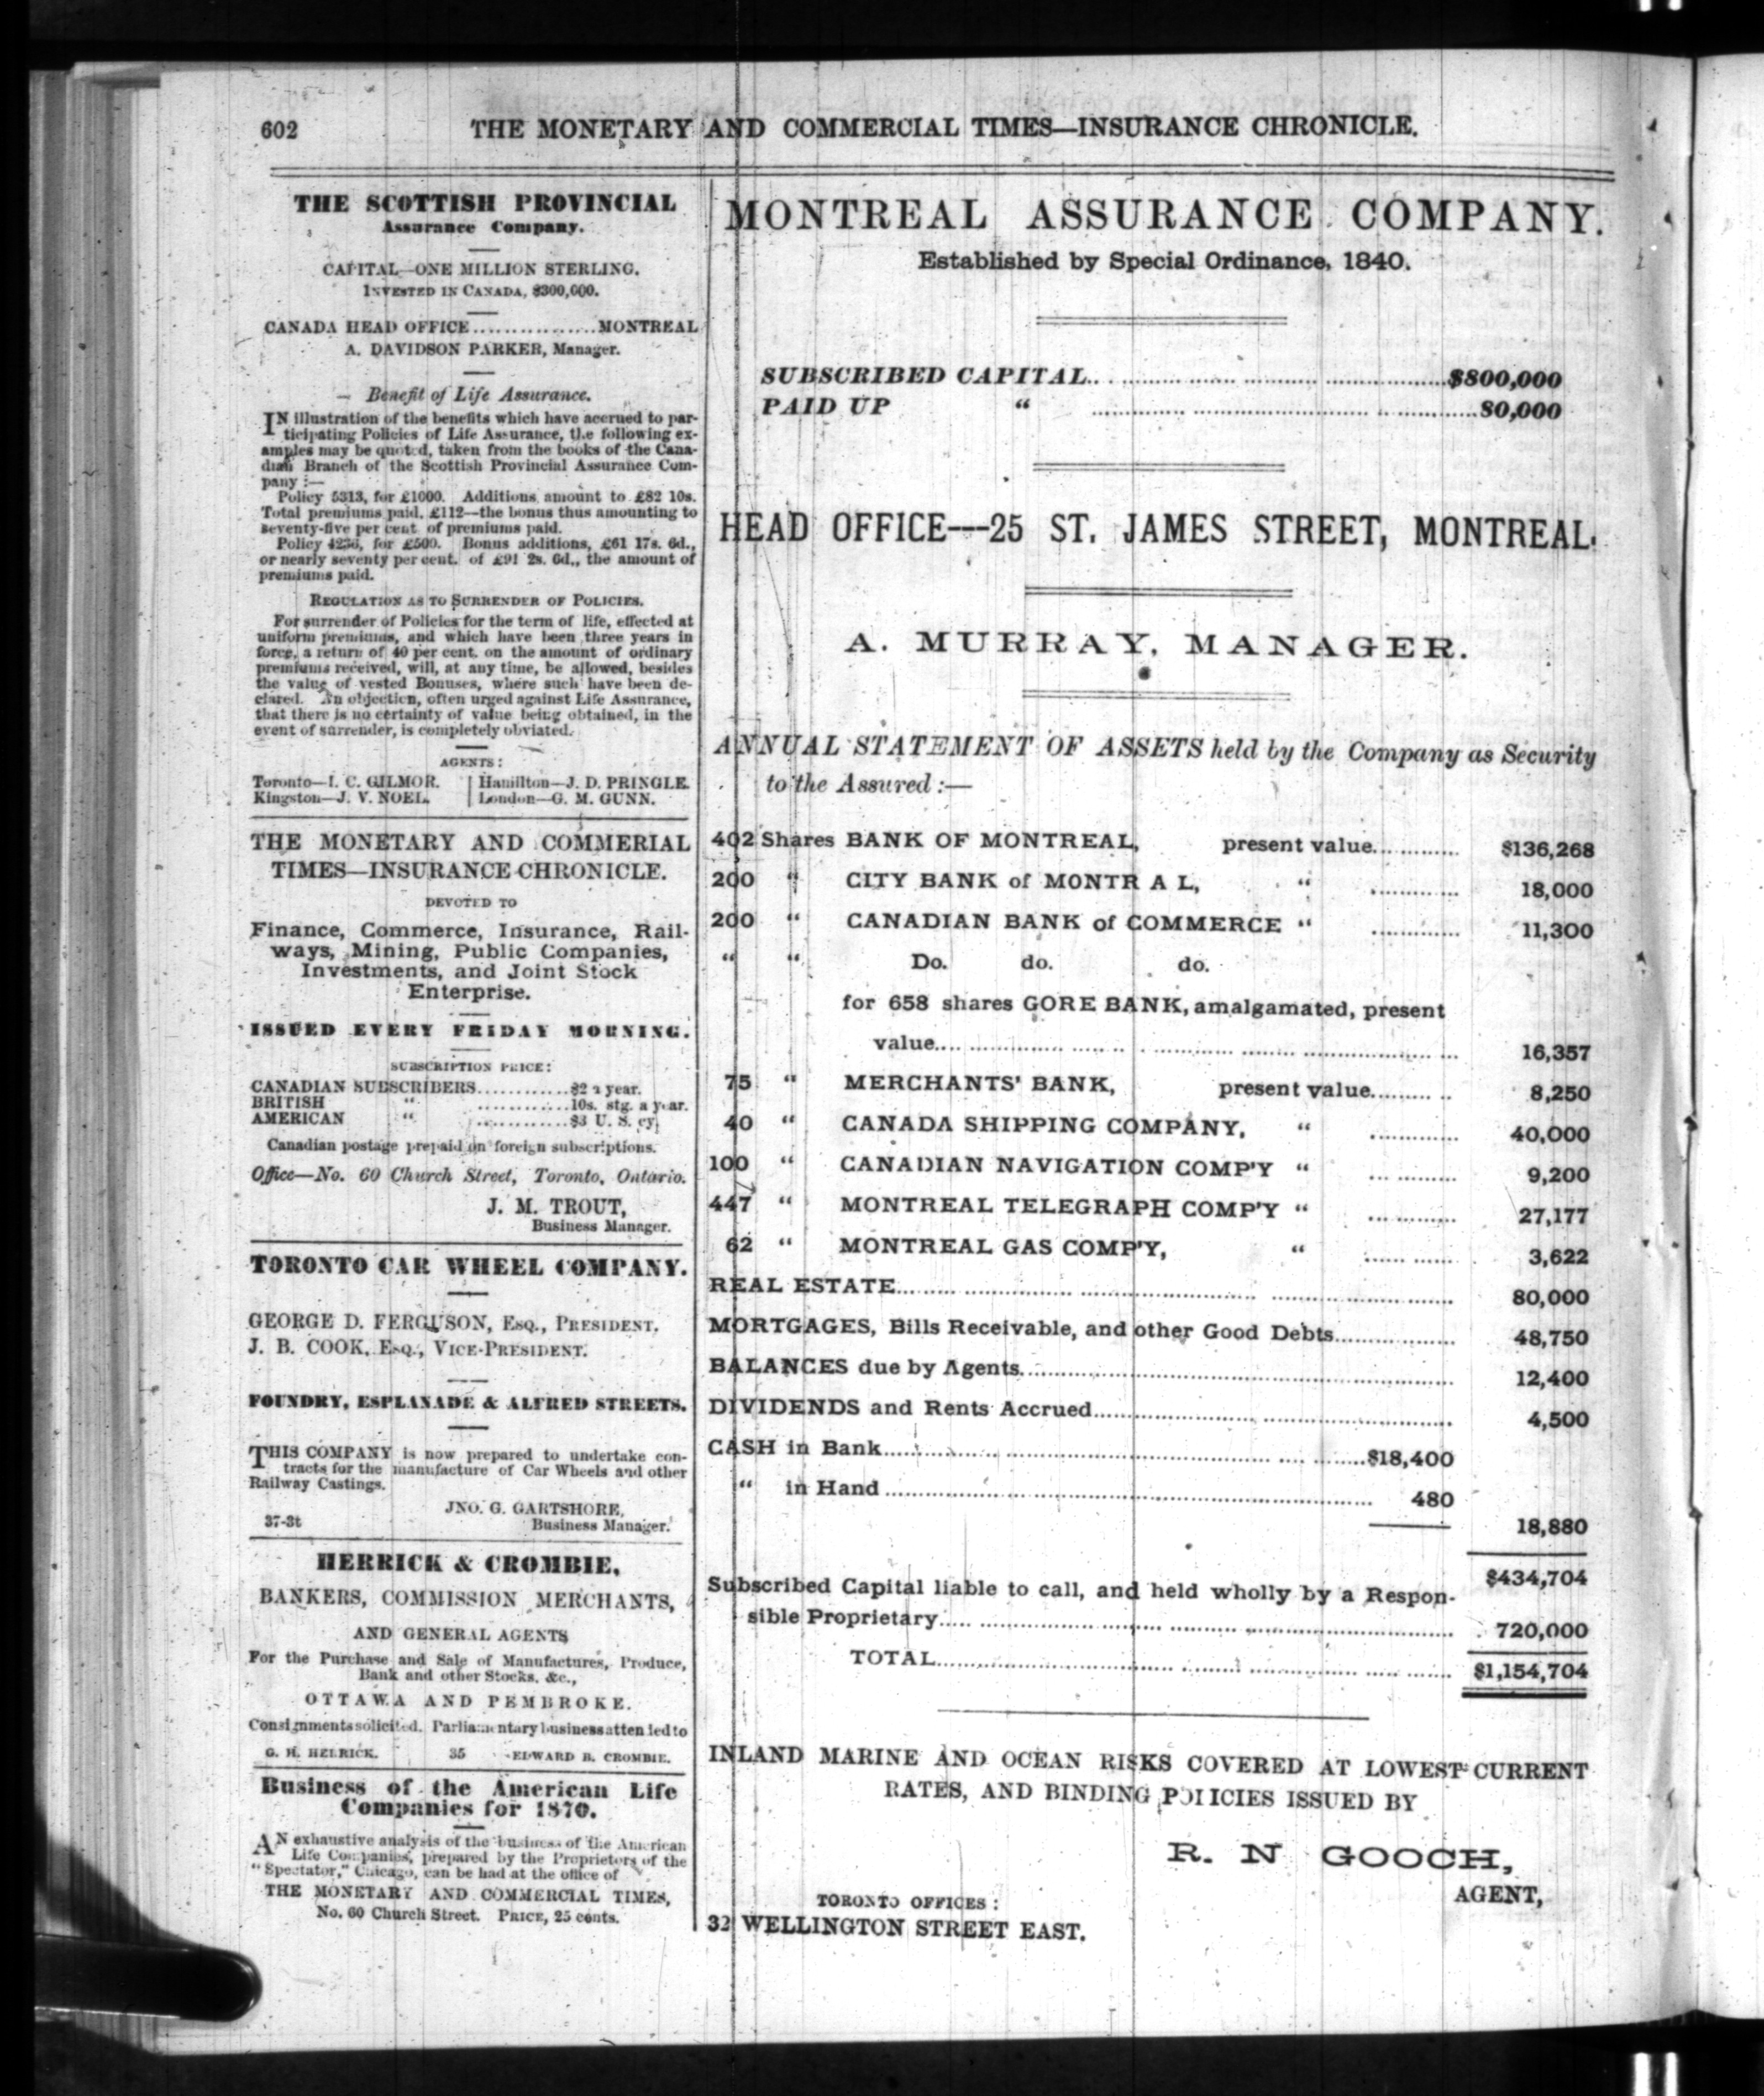 602
THE MONETARY AND COMMERCIAL TIMES—INSURANCE CHRONICLE.
THE SCOTTISH PROVINCIAL
Assurance Company.
CAPITAL—ONE MILLION STERLING.
INVESTED IN CANADA, $300,000.
CANADA HEAD OFFICE................MONTREAL
A. DAVIDSON PARKER, Manager.
Benefit of Life Assurance.
IN illustration of the benefits which have accrued to par-
ticipating Policies of Life Assurance, the following ex-
amples may be quoted, taken from the books of the Cana-
dian Branch of the Scottish Provincial Assurance Com-
pany :—
Policy 5313, for £1000. Additions amount to £82 10s.
Total premiums paid, £112—the bonus thus amounting to
seventy-five per cent. of premiums paid.
Policy 4236, for £500. Bonus additions, £61 17s. 6d.,
or nearly seventy per cent. of £91 2s. 6d., the amount of
premiums paid.
REGULATION AS TO SURRENDER OF POLICIES.
For surrender of Policies for the term of life, effected at
uniform premiums, and which have been three years in
force, a return of 40 per cent. on the amount of ordinary
premiums received, will, at any time, be allowed, besides
the value of vested Bonuses, where such have been de-
clared. An objection, often urged against Life Assurance,
that there is no certainty of value being obtained, in the
event of surrender, is completely obviated.
AGENTS:
Toronto—I. C. GILMOR. | Hamilton—J. D. PRINGLE.
Kingston—J. V. NOEL. | London—G. M. GUNN.
THE MONETARY AND COMMERIAL
TIMES—INSURANCE CHRONICLE.
DEVOTED TO
Finance, Commerce, Insurance, Rail-
ways, Mining, Public Companies,
Investments, and Joint Stock
Enterprise.
ISSUED EVERY FRIDAY MORNING.
SUBSCRIPTION PRICE:
CANADIAN SUBSCRIBERS............$2 a year.
BRITISH " ............10s. stg. a year.
AMERICAN " ............$3 U. S. cy.
Canadian postage prepaid on foreign subscriptions.
Office—No. 60 Church Street, Toronto, Ontario.
J. M. TROUT,
Business Manager.
TORONTO CAR WHEEL COMPANY.
GEORGE D. FERGUSON, ESQ., PRESIDENT.
J. B. COOK, ESQ., VICE-PRESIDENT.
FOUNDRY, ESPLANADE & ALFRED STREETS.
THIS COMPANY is now prepared to undertake con-
tracts for the manufacture of Car Wheels and other
Railway Castings.
JNO. G. GARTSHORE,
37-3t Business Manager.
HERRICK & CROMBIE,
BANKERS, COMMISSION MERCHANTS,
AND GENERAL AGENTS
For the Purchase and Sale of Manufactures, Produce,
Bank and other Stocks, &c.,
OTTAWA AND PEMBROKE.
Consignments solicited. Parliamentary business attended to
G. H. HERRICK. 35 EDWARD B. CROMBIE.
Business of the American Life
Companies for 1870.
AN exhaustive analysis of the business of the American
Life Companies, prepared by the Proprietors of the
"Spectator," Chicago, can be had at the office of
THE MONETARY AND COMMERCIAL TIMES,
No. 60 Church Street. PRICE, 25 cents.
MONTREAL ASSURANCE COMPANY.
Established by Special Ordinance, 1840.
SUBSCRIBED CAPITAL............$800,000
PAID UP " ............80,000
HEAD OFFICE---25 ST. JAMES STREET, MONTREAL.
A. MURRAY, MANAGER.
ANNUAL STATEMENT OF ASSETS held by the Company as Security
to the Assured :—
402 Shares BANK OF MONTREAL, present value............ $136,268
200 " CITY BANK of MONTR A L, " ............ 18,000
200 " CANADIAN BANK of COMMERCE " ............ 11,300
" " Do. do. do.
for 658 shares GORE BANK, amalgamated, present
value............ 16,357
75 " MERCHANTS' BANK, present value............ 8,250
40 " CANADA SHIPPING COMPANY, " ............ 40,000
100 " CANADIAN NAVIGATION COMP'Y " ............ 9,200
447 " MONTREAL TELEGRAPH COMP'Y " ............ 27,177
62 " MONTREAL GAS COMP'Y, " ............ 3,622
REAL ESTATE............ 80,000
MORTGAGES, Bills Receivable, and other Good Debts............ 48,750
BALANCES due by Agents............ 12,400
DIVIDENDS and Rents Accrued............ 4,500
CASH in Bank............$18,400
" in Hand............ 480
18,880
$434,704
Subscribed Capital liable to call, and held wholly by a Respon-
sible Proprietary............ 720,000
TOTAL............ $1,154,704
INLAND MARINE AND OCEAN RISKS COVERED AT LOWEST CURRENT
RATES, AND BINDING POLICIES ISSUED BY
R. N GOOCH,
AGENT,
TORONTO OFFICES :
32 WELLINGTON STREET EAST.